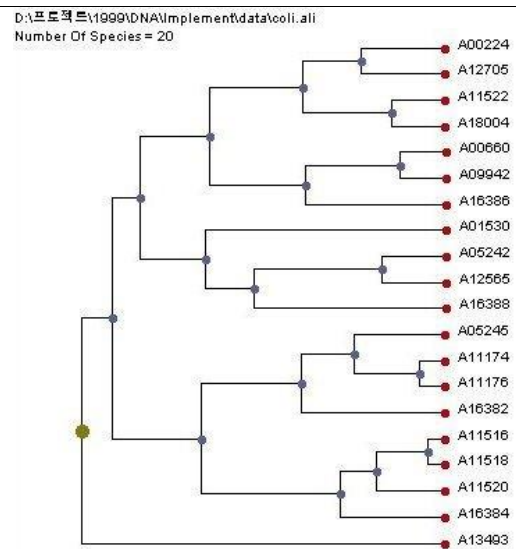 D:\프로젝트\1999\DNA\Implement\data\coli.ali
Number Of Species = 20
A00224
A12705
A11522
A18004
A00660
A09942
A16386
A01530
A05242
A12565
A16388
A05245
A11174
A11176
A16382
A11516
A11518
A11520
A16384
A13493